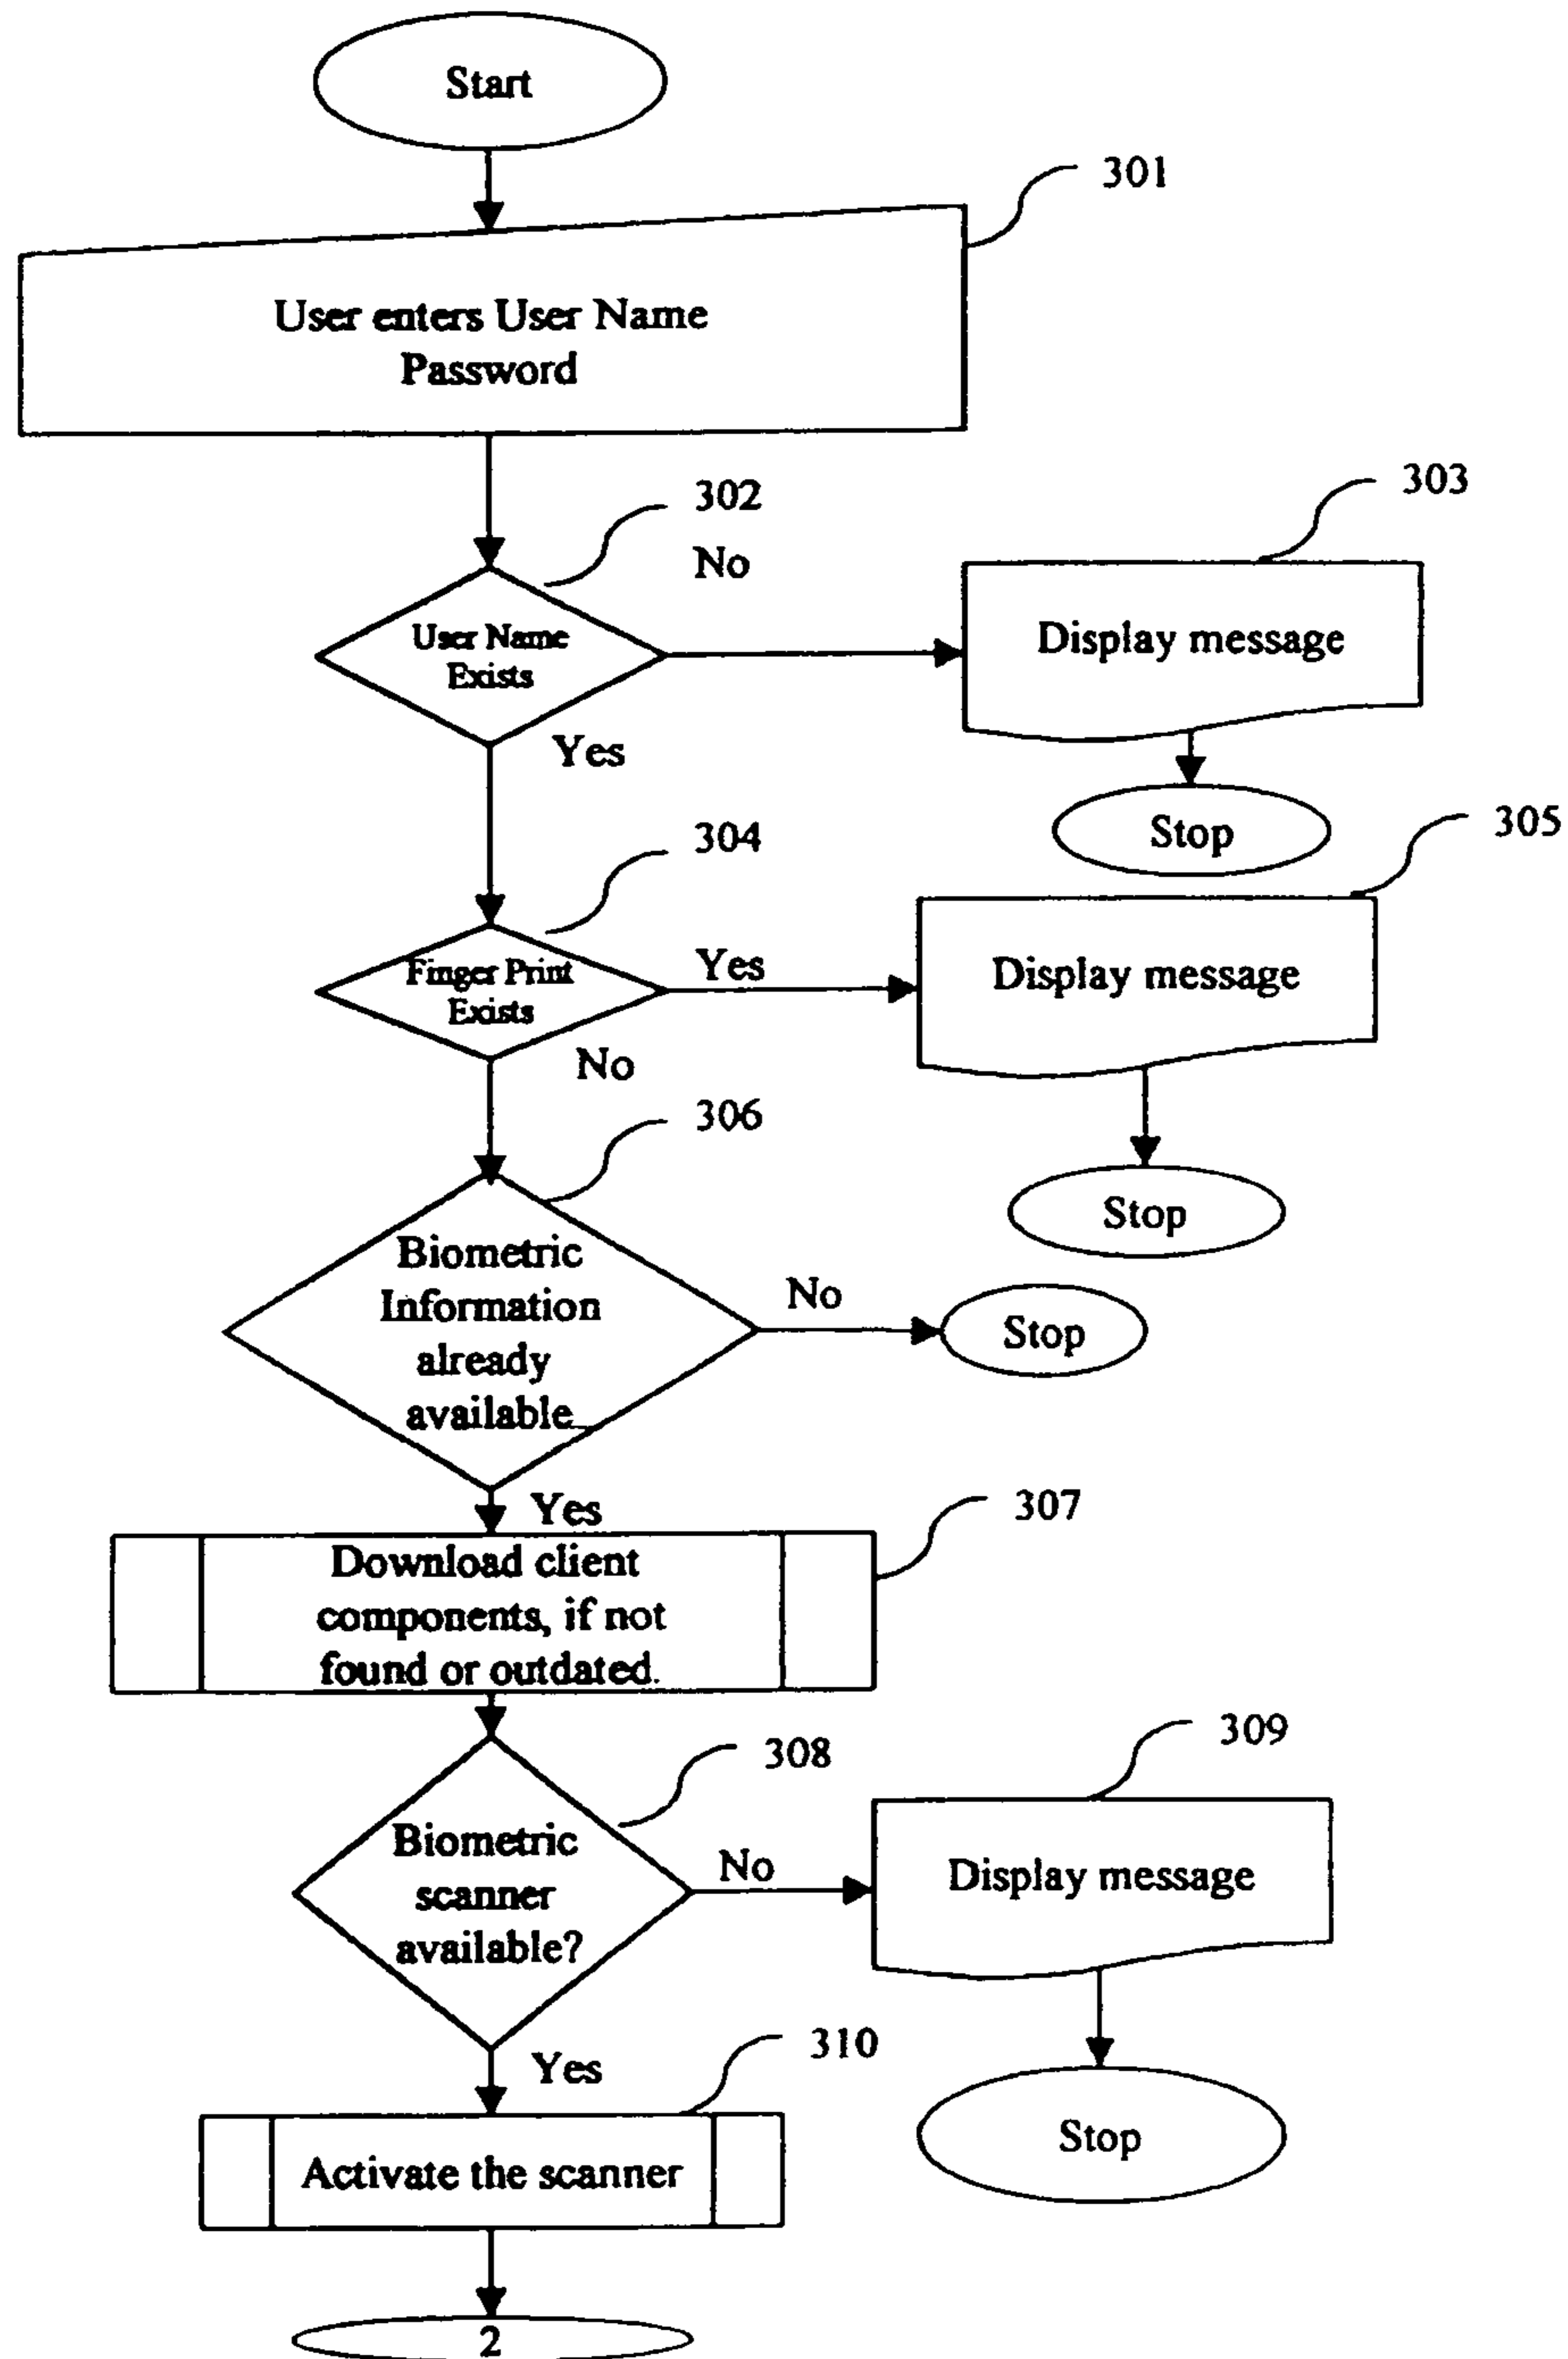 Start
301
User enters User Name
Password
302
No
303
User Name
Exists
Display message
Yes
Stop
304
305
Finger Print
Exists
Yes
Display message
No
306
Stop
Biometric
Information
already
available
No
Stop
Yes
307
Download client
components, if not
found or outdated.
308
309
Biometric
scanner
available?
No
Display message
Yes
310
Stop
Activate the scanner
2